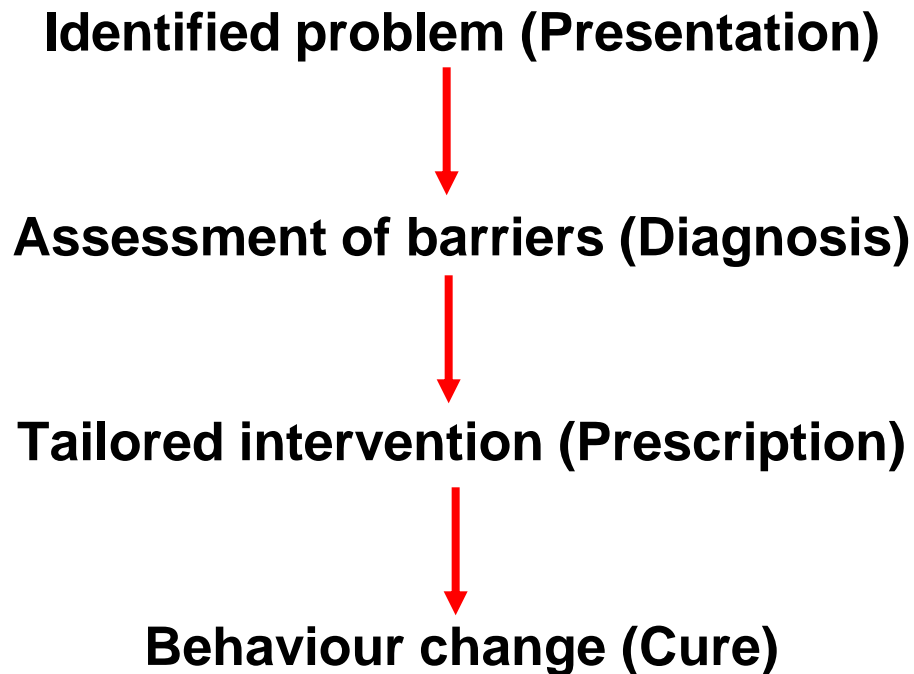 Identified problem (Presentation)
Assessment of barriers (Diagnosis)
Tailored intervention (Prescription)
Behaviour change (Cure)